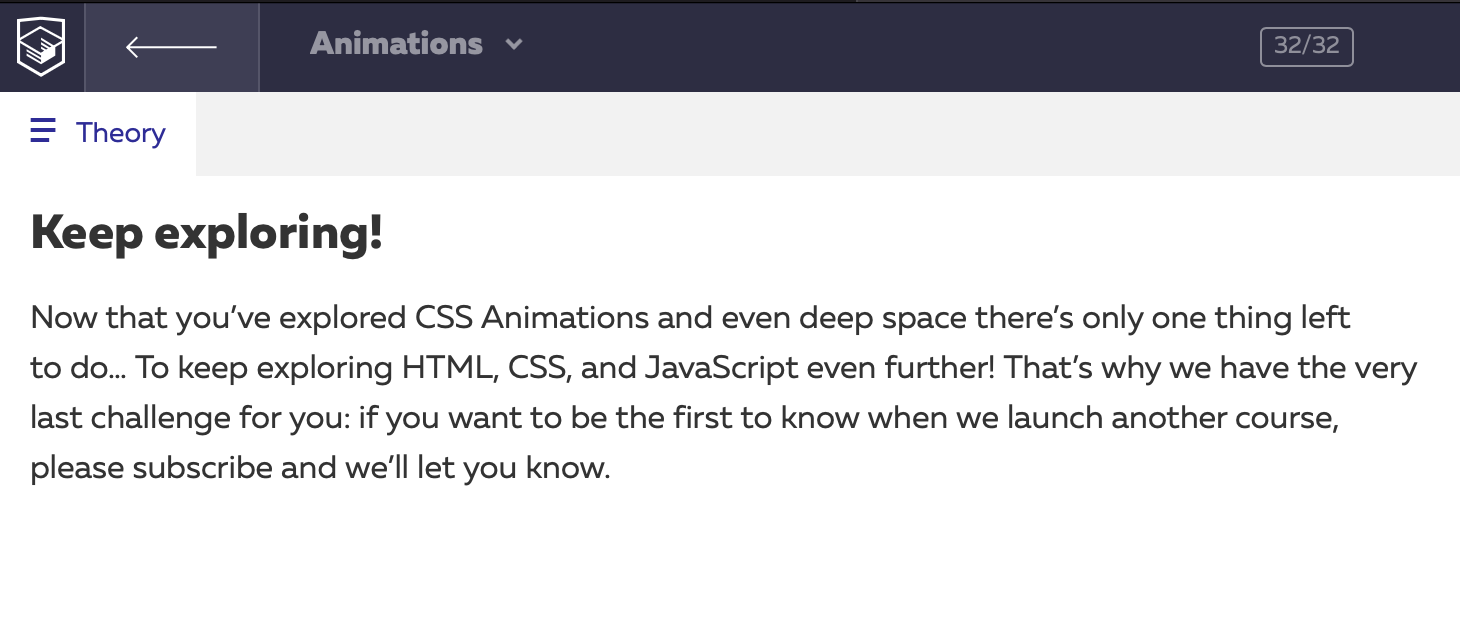 Animations
32/32
Theory
Keep exploring!
Now that you’ve explored CSS Animations and even deep space there’s only one thing left
to do... To keep exploring HTML, CSS, and JavaScript even further! That’s why we have the very
last challenge for you: if you want to be the first to know when we launch another course,
please subscribe and we’ll let you know.